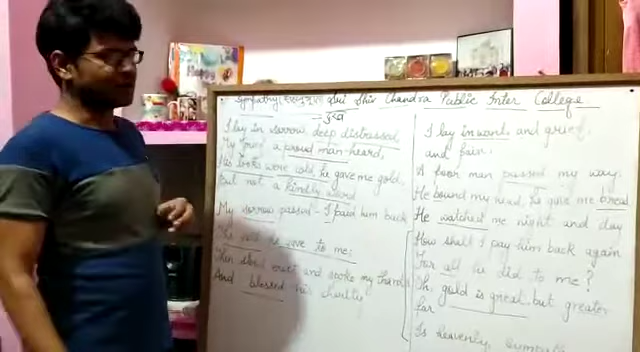 Sympathy (सहानुभूति) Shiv Chandra Public Inter College
I lay in sorrow, deep distressed
My grief a proud man heard,
His looks were cold, he gave me gold,
But not a kindly word
My sorrow passed - I paid him back
The gold he gave to me;
Then stood erect and spoke my thanks
And blessed his charity
I lay in want, and grief,
and pain.
A poor man passed my way.
He bound my head, he gave me bread
He watched me night and day
How shall I pay him back again
For all he did to me?
Oh, gold is great, but greater
far
Is heavenly sympathy